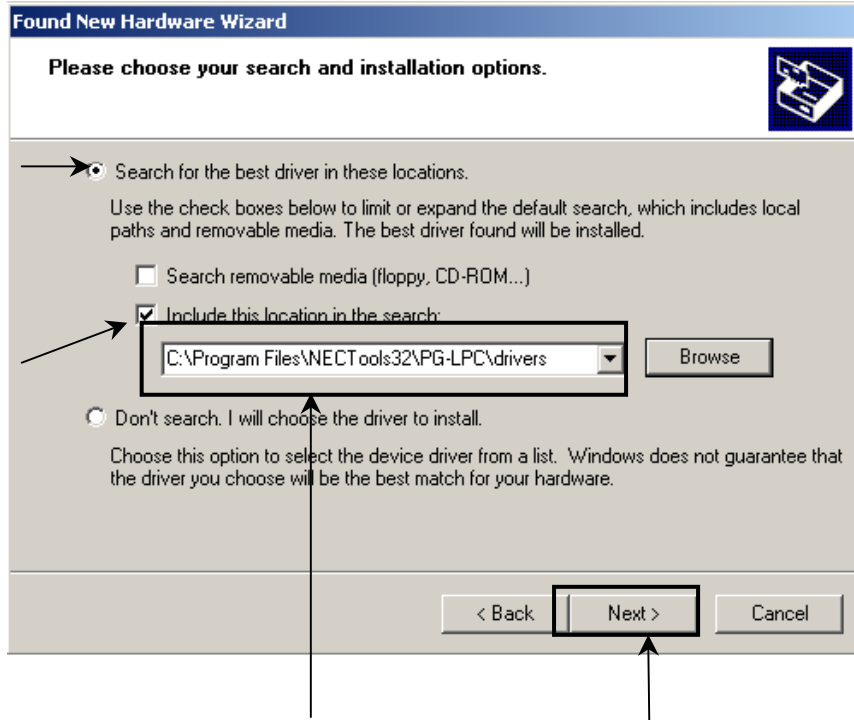 Found New Hardware Wizard
Please choose your search and installation options.
Search for the best driver in these locations.
Use the check boxes below to limit or expand the default search, which includes local
paths and removable media. The best driver found will be installed.
Search removable media (floppy, CD-ROM...)
Include this location in the search:
C:\Program Files\NECTools32\PG-LPC\drivers
Browse
Don't search. I will choose the driver to install.
Choose this option to select the device driver from a list. Windows does not guarantee that
the driver you choose will be the best match for your hardware.
< Back
Next >
Cancel